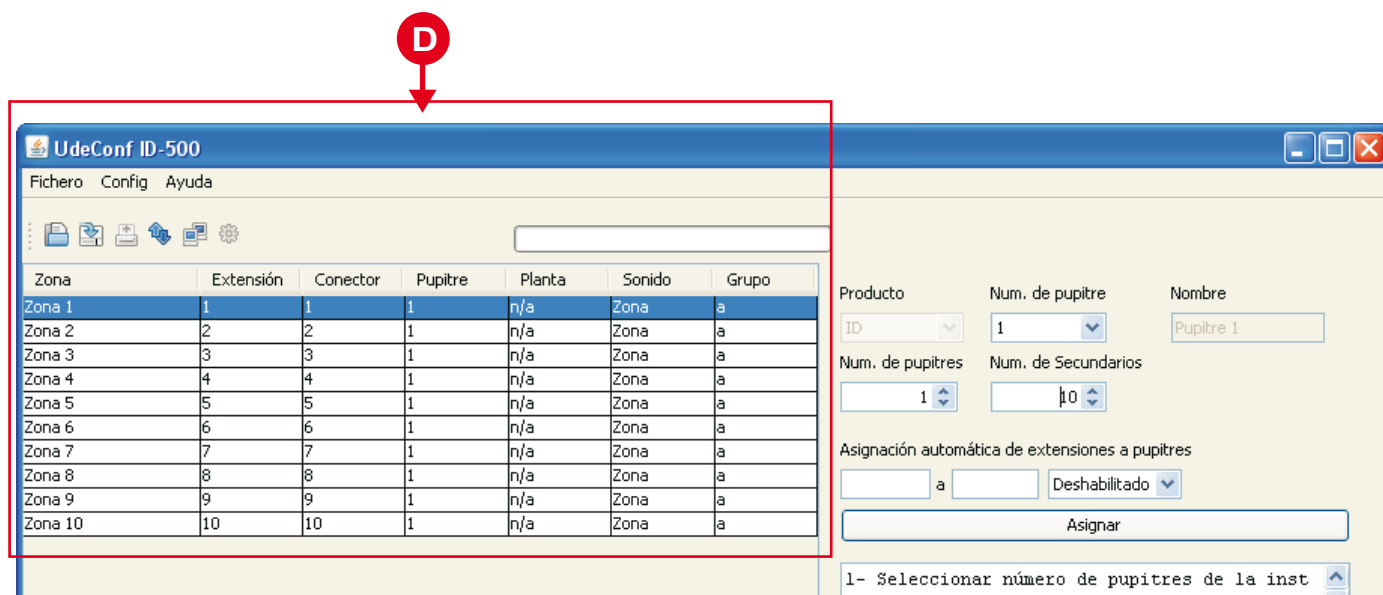 D
UdeConf ID-500
Fichero Config Ayuda
Zona Extensión Conector Pupitre Planta Sonido Grupo
Zona 1 1 1 1 n/a Zona a
Zona 2 2 2 1 n/a Zona a
Zona 3 3 3 1 n/a Zona a
Zona 4 4 4 1 n/a Zona a
Zona 5 5 5 1 n/a Zona a
Zona 6 6 6 1 n/a Zona a
Zona 7 7 7 1 n/a Zona a
Zona 8 8 8 1 n/a Zona a
Zona 9 9 9 1 n/a Zona a
Zona 10 10 10 1 n/a Zona a
Producto Num. de pupitre Nombre
ID 1 Pupitre 1
Num. de pupitres Num. de Secundarios
1 10
Asignación automática de extensiones a pupitres
a Deshabilitado
Asignar
1- Seleccionar número de pupitres de la inst